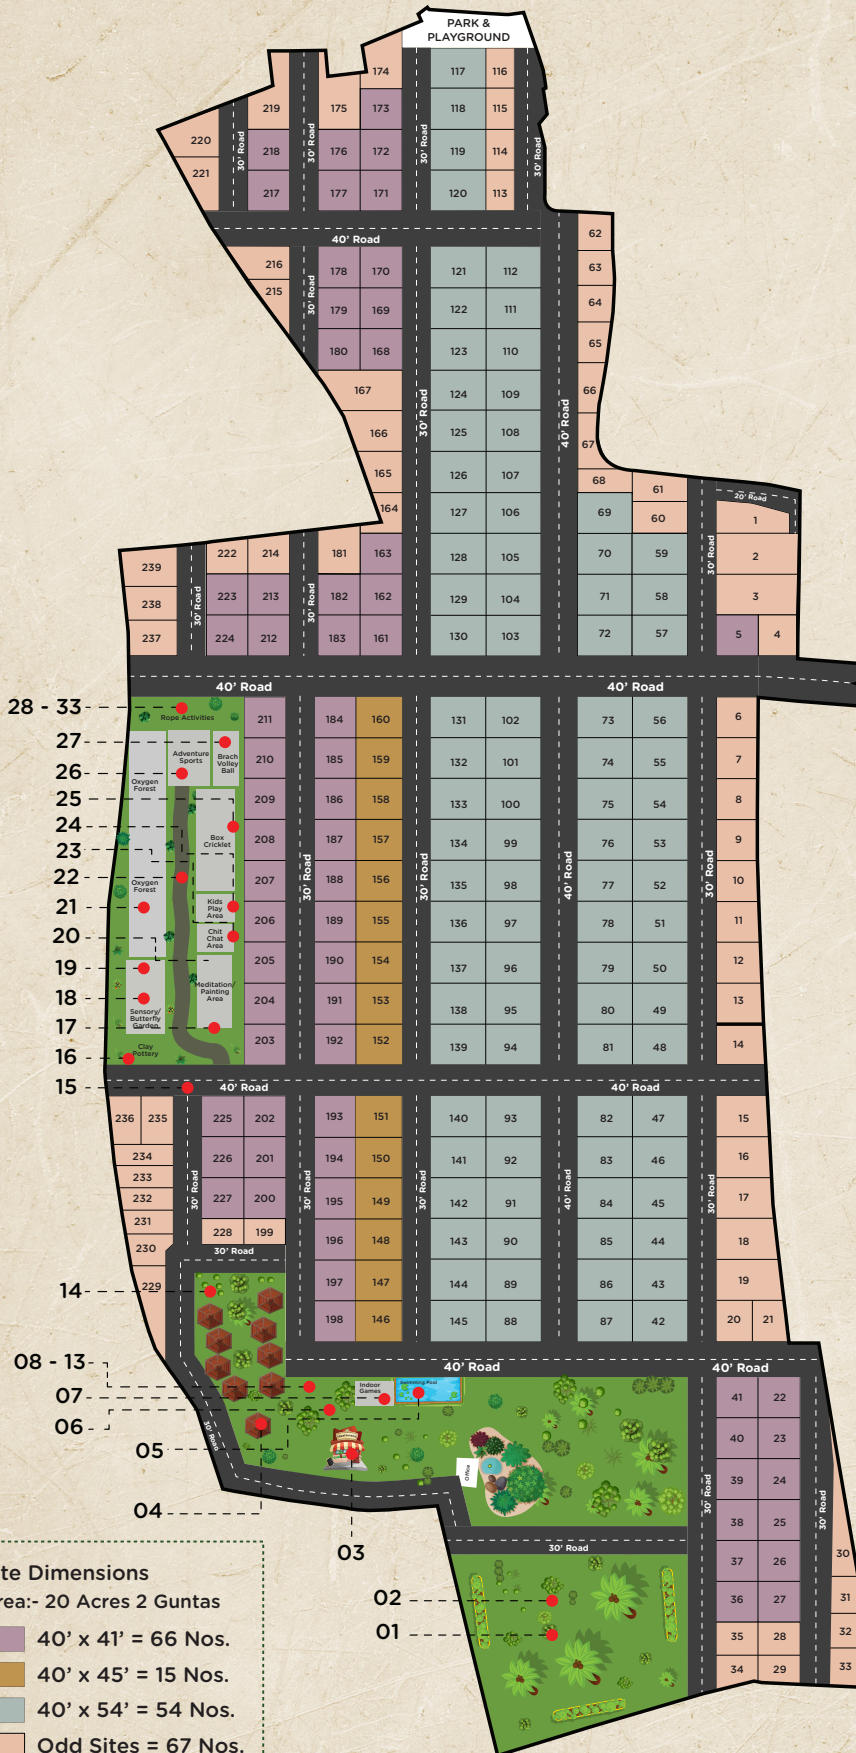 PARK &
PLAYGROUND
174 117 116
219 175 173 118 115
220 218 176 172 119 114
30' Road 30' Road 30' Road 30' Road
221 217 177 171 120 113
40' Road
62
216 178 170 121 112 63
30' Road
215 179 169 122 111 64
180 168 123 110 65
167 124 109 66
30' Road 40' Road
166 125 108 67
165 126 107 68 61
20' Road
164 127 106 69 60 1
239 222 214 181 163 128 105 70 59 2
30' Road
238 223 213 182 162 129 104 71 58 3
30' Road 30' Road
237 224 212 183 161 130 103 72 57 5 4
40' Road 40' Road
28 - 33
Rope Activities
211 184 160 131 102 73 56 6
27
Adventure
Sports
Brach
Volley
Ball
26
210 185 159 132 101 74 55 7
Oxygen
Forest
25
209 186 158 133 100 75 54 8
24
Box
Cricklet
208 187 157 134 99 76 53 9
23
22
Oxygen
Forest
207 188 156 135 98 77 52 10
30' Road 30' Road 40' Road 30' Road
21
Kids
Play
Area
206 189 155 136 97 78 51 11
20
Chit
Chat
Area
205 190 154 137 96 79 50 12
19
18
Meditation/
Painting
Area
204 191 153 138 95 80 49 13
Sensory/
Butterfly
Garden
17
203 192 152 139 94 81 48 14
16
Clay
Pottery
15
40' Road 40' Road
236 235 225 202 193 151 140 93 82 47 15
234 226 201 194 150 141 92 83 46 16
233
232 227 200 195 149 142 91 84 45 17
30' Road 30' Road 30' Road 40' Road 30' Road
231 228 199 196 148 143 90 85 44 18
230
30' Road
229 197 147 144 89 86 43 19
14
198 146 145 88 87 42 20 21
08 - 13
40' Road 40' Road
07
Indoor
Games
Swimming Pool
41 22
06
30' Road
40 23
05
Office
39 24
04
30' Road 30' Road
38 25
03
30' Road
37 26 30
te Dimensions
rea:- 20 Acres 2 Guntas
02
36 27 31
01
40' x 41' = 66 Nos.
35 28 32
40' x 45' = 15 Nos.
34 29 33
40' x 54' = 54 Nos.
Odd Sites = 67 Nos.